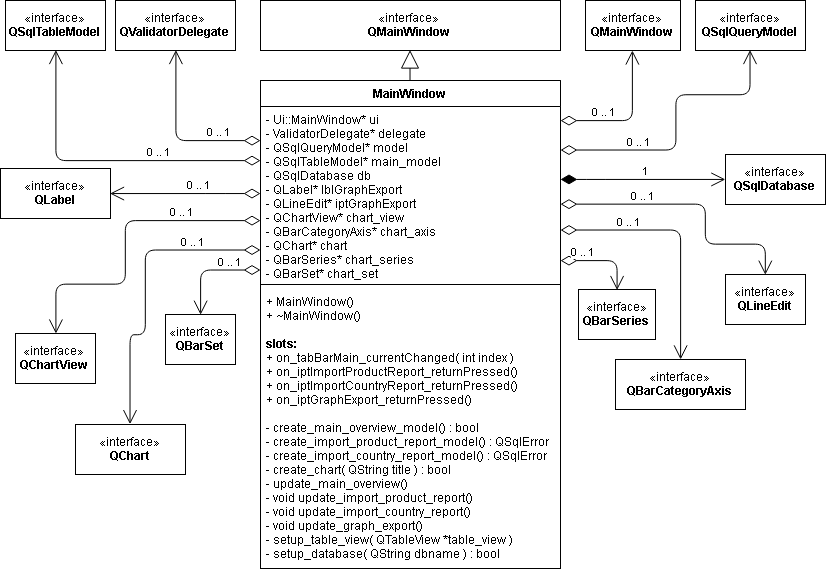 «interface»
QSqlTableModel
«interface»
QValidatorDelegate
«interface»
QMainWindow
«interface»
QMainWindow
«interface»
QSqlQueryModel
MainWindow
- Ui::MainWindow* ui
- ValidatorDelegate* delegate
- QSqlQueryModel* model
- QSqlTableModel* main_model
- QSqlDatabase db
- QLabel* lblGraphExport
- QLineEdit* iptGraphExport
- QChartView* chart_view
- QBarCategoryAxis* chart_axis
- QChart* chart
- QBarSeries* chart_series
- QBarSet* chart_set
+ MainWindow()
+ ~MainWindow()
slots:
+ on_tabBarMain_currentChanged( int index )
+ on_iptImportProductReport_returnPressed()
+ on_iptImportCountryReport_returnPressed()
+ on_iptGraphExport_returnPressed()
- create_main_overview_model() : bool
- create_import_product_report_model() : QSqlError
- create_import_country_report_model() : QSqlError
- create_chart( QString title ) : bool
- update_main_overview()
- void update_import_product_report()
- void update_import_country_report()
- void update_graph_export()
- setup_table_view( QTableView *table_view )
- setup_database( QString dbname ) : bool
0 .. 1
0 .. 1
0 .. 1
0 .. 1
0 .. 1
0 .. 1
0 .. 1
0 .. 1
1
0 .. 1
0 .. 1
0 .. 1
«interface»
QLabel
«interface»
QSqlDatabase
«interface»
QChartView
«interface»
QBarSet
«interface»
QChart
«interface»
QBarSeries
«interface»
QLineEdit
«interface»
QBarCategoryAxis